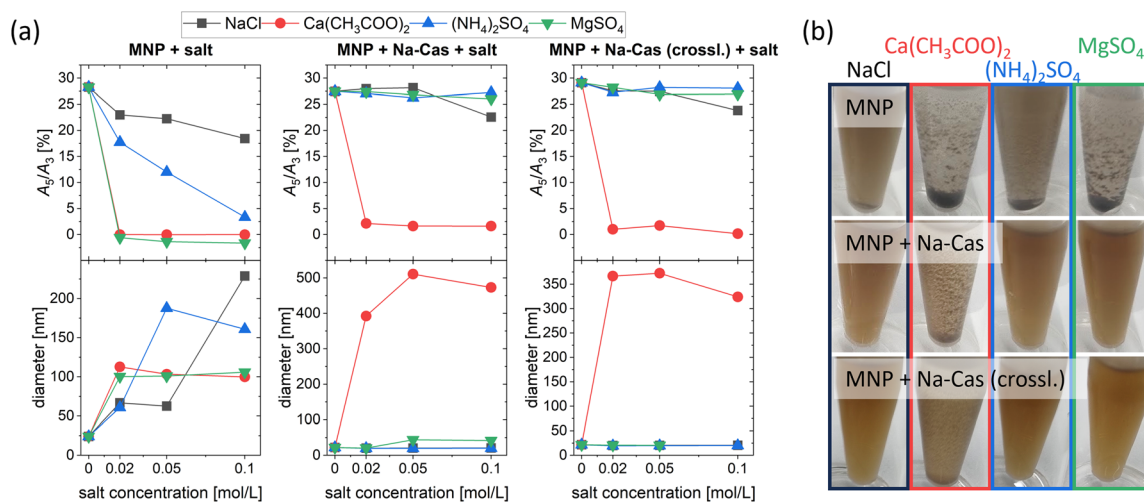 (a)
NaCl Ca(CH₃COO)₂ (NH₄)₂SO₄ MgSO₄
MNP + salt
MNP + Na-Cas + salt
MNP + Na-Cas (crossl.) + salt
A₅/A₃ [%]
30
25
20
15
10
5
0
A₅/A₃ [%]
30
25
20
15
10
5
0
A₅/A₃ [%]
30
25
20
15
10
5
0
diameter [nm]
200
150
100
50
0
diameter [nm]
500
400
300
200
100
0
diameter [nm]
350
300
250
200
150
100
50
0
0 0.02 0.05 0.1
0 0.02 0.05 0.1
0 0.02 0.05 0.1
salt concentration [mol/L]
salt concentration [mol/L]
salt concentration [mol/L]
(b)
Ca(CH₃COO)₂ MgSO₄
NaCl (NH₄)₂SO₄
MNP
MNP + Na-Cas
MNP + Na-Cas (crossl.)